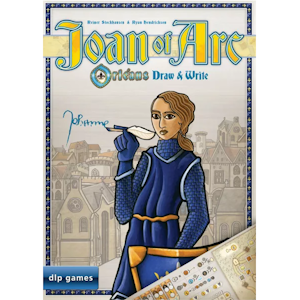 Reiner Stockhausen & Ryan Hendrickson
Joan of Arc
Orléans Draw & Write
Jehanne
dlp games